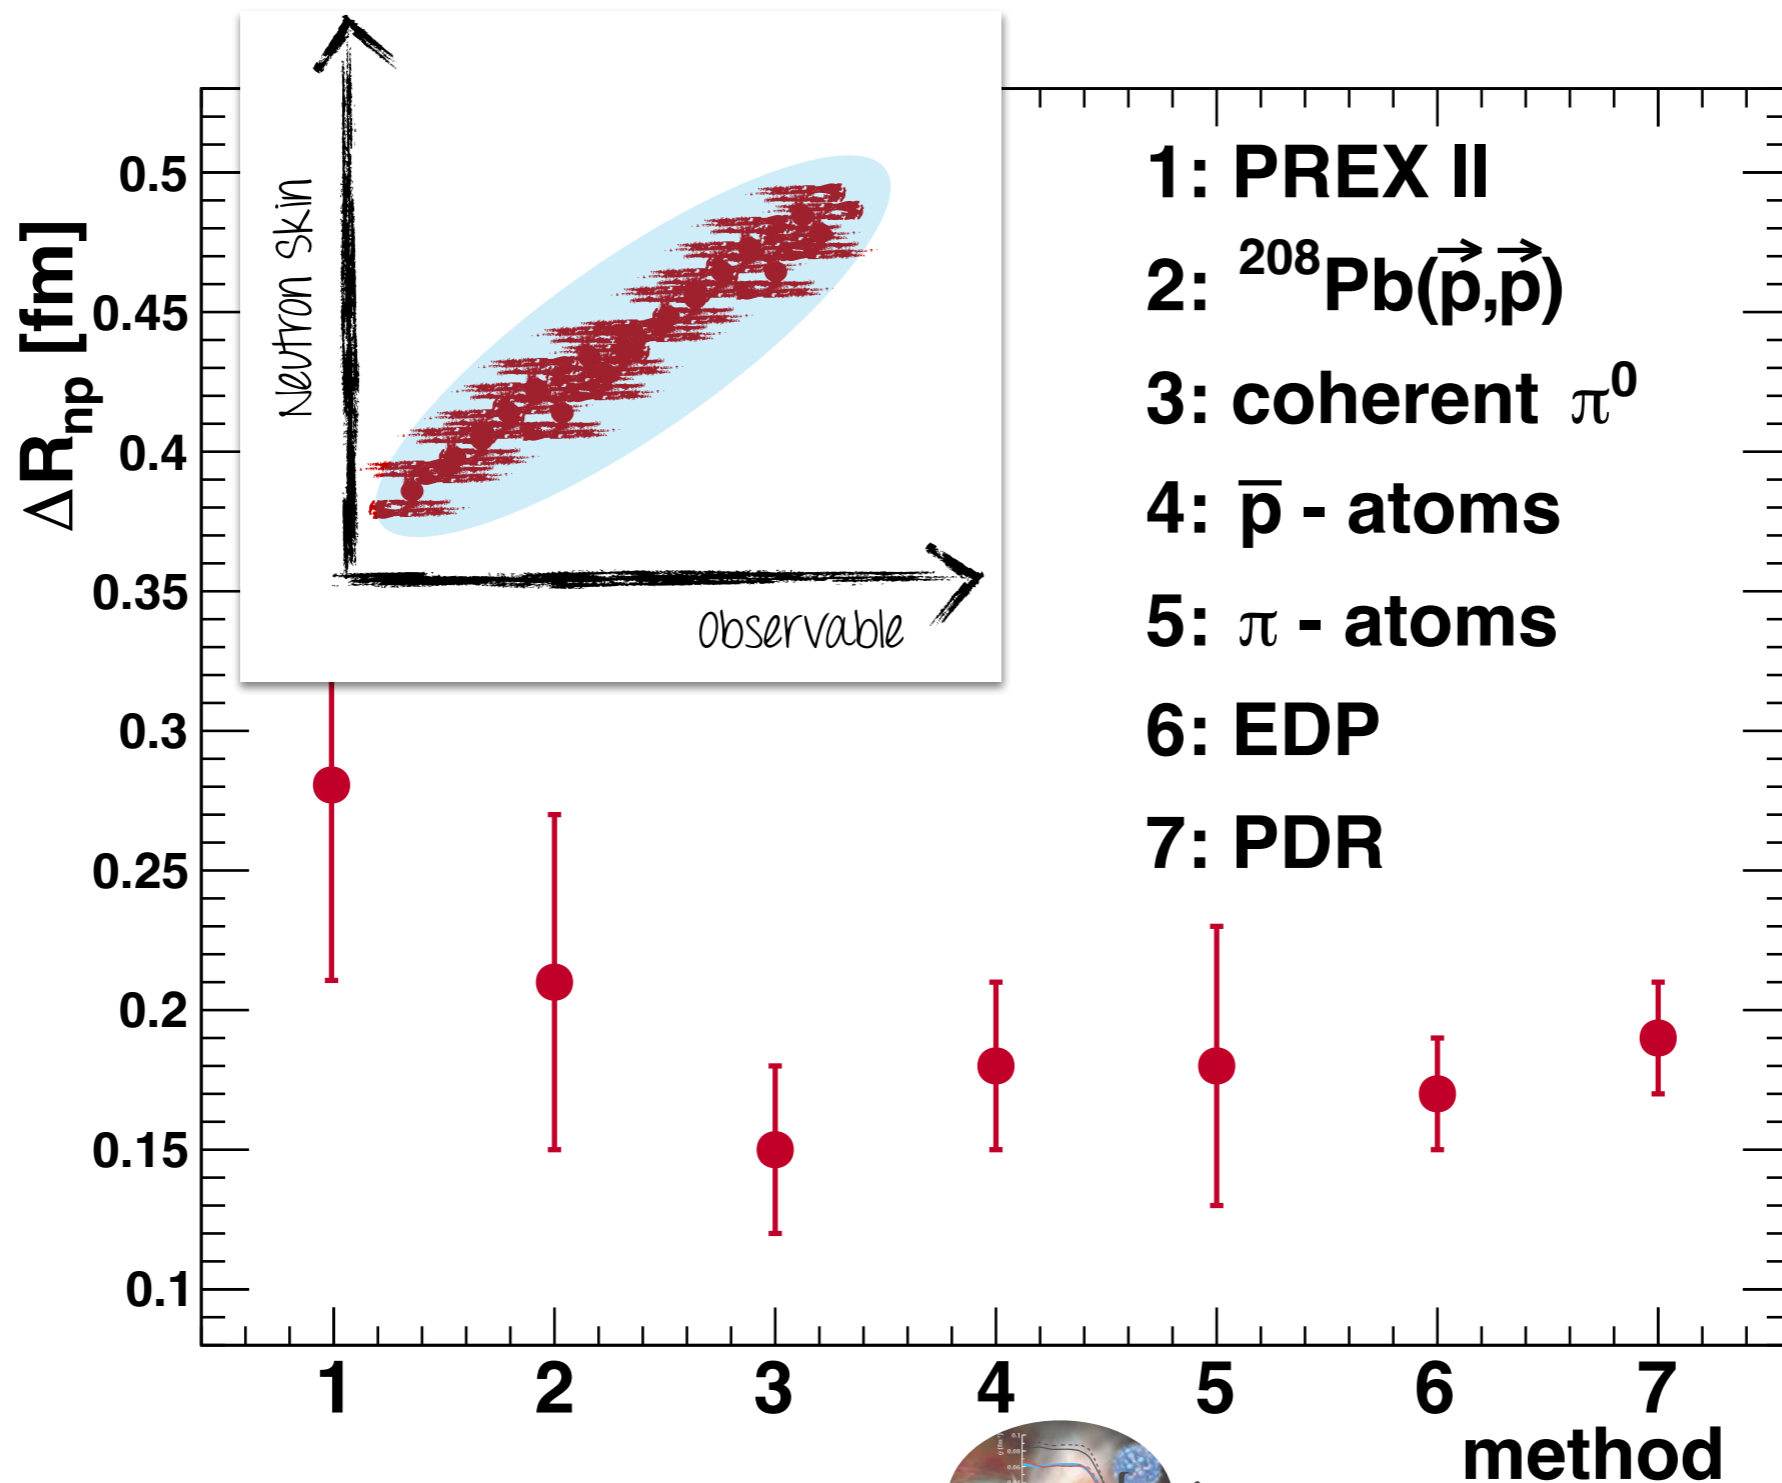 ΔRnp [fm]
0.5
0.45
0.4
0.35
0.3
0.25
0.2
0.15
0.1
Neutron Skin
Observable
1: PREX II
2: ²⁰⁸Pb(p⃗,p⃗)
3: coherent π⁰
4: p̅ - atoms
5: π - atoms
6: EDP
7: PDR
1 2 3 4 5 6 7
method